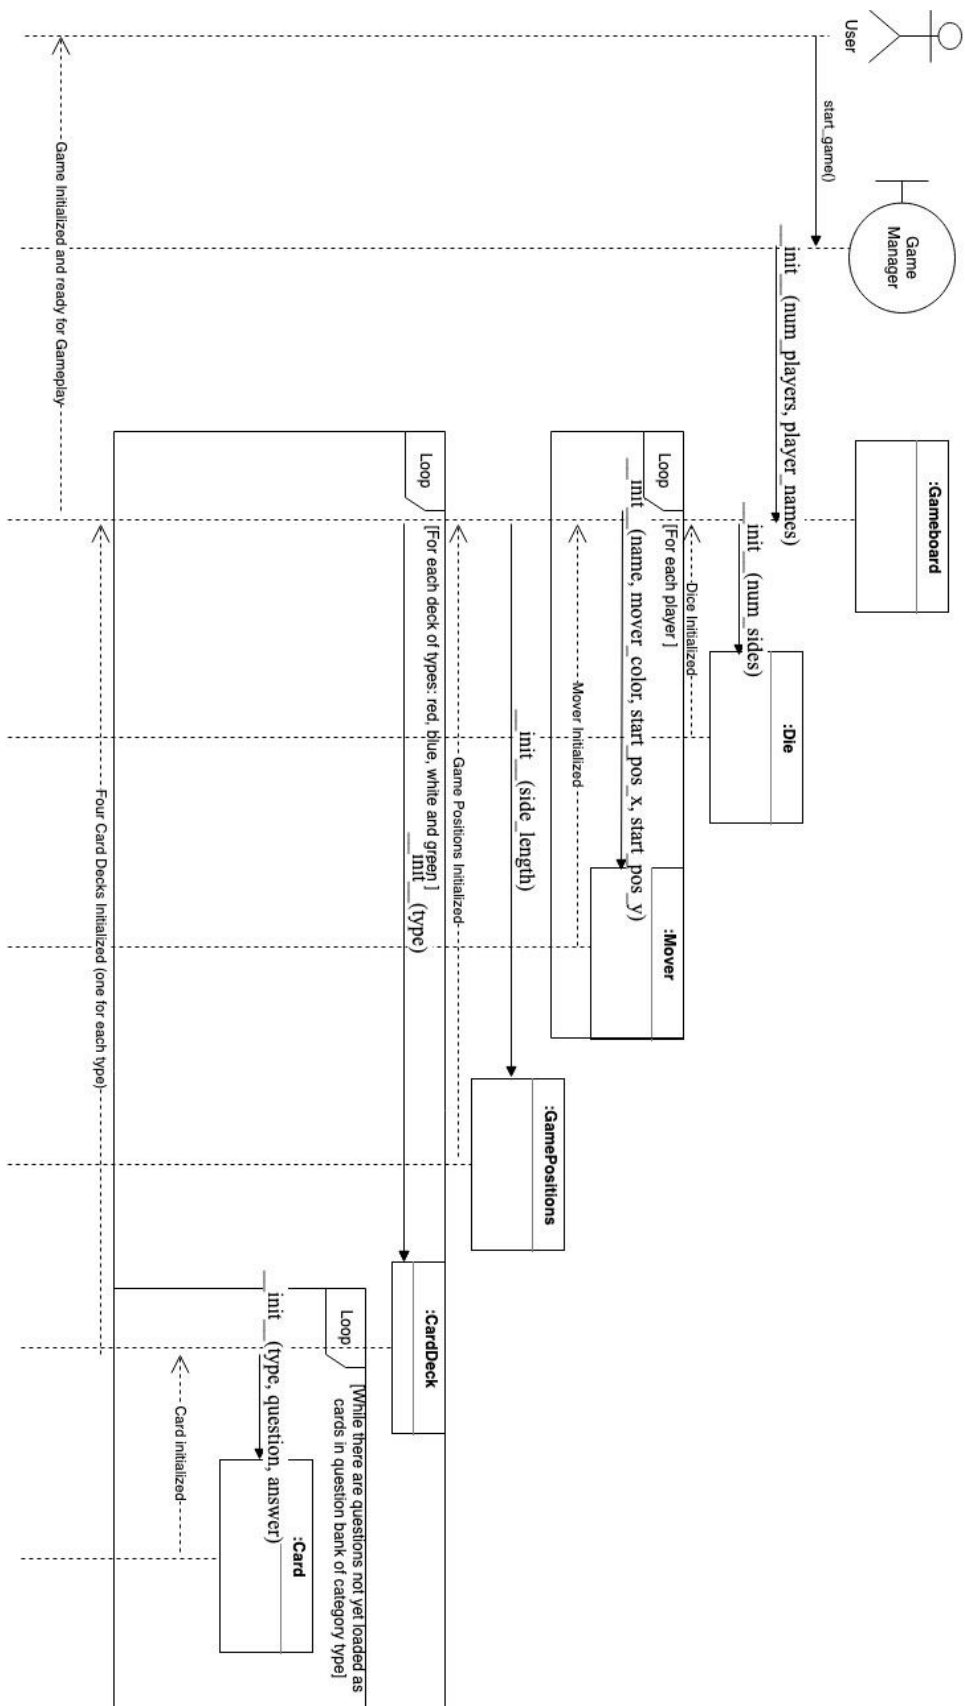 User
start_game()
Game
Manager
__init__(num_players, player_names)
:Gameboard
__init__(num_sides)
:Die
Dice Initialized
Loop
[For each player ]
__init__(name, mover_color, start_pos_x, start_pos_y)
:Mover
Mover Initialized
__init__(side_length)
:GamePositions
Game Positions Initialized
Loop
[For each deck of types: red, blue, white and green ]
__init__(type)
:CardDeck
Loop
[While there are questions not yet loaded as
cards in question bank of category type]
__init__(type, question, answer)
:Card
Card initialized
Four Card Decks Initialized (one for each type)
Game Initialized and ready for Gameplay